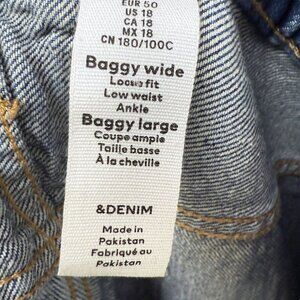 EUR 50
US 18
CA 18
MX 18
CN 180/100C
Baggy wide
Loose fit
Low waist
Ankle
Baggy large
Coupe ample
Taille basse
À la cheville
&DENIM
Made in
Pakistan
Fabriqué au
Pakistan